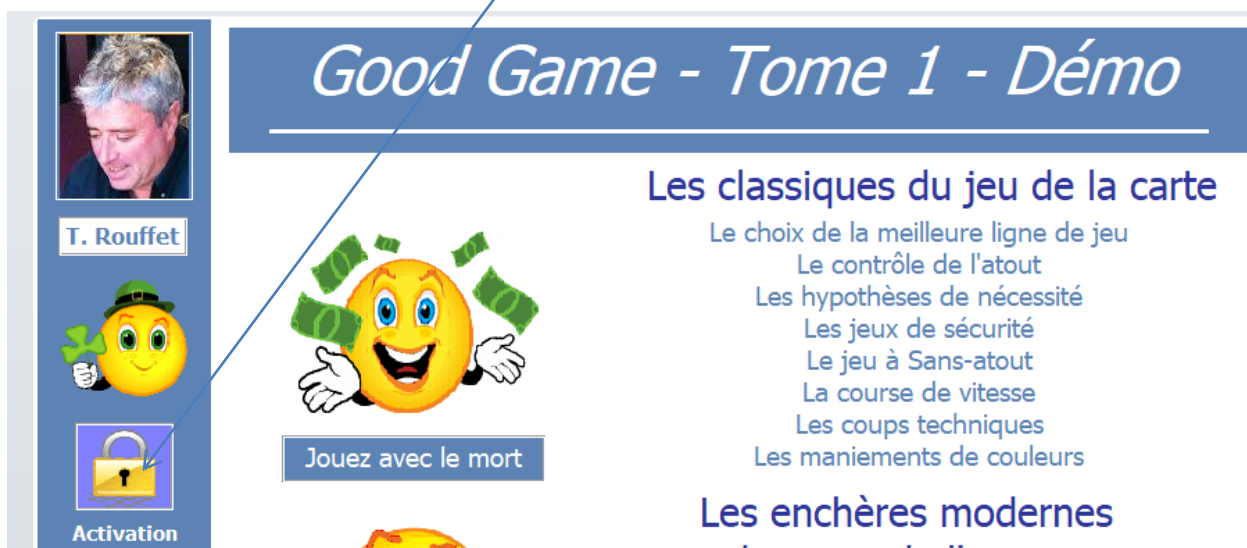 Good Game - Tome 1 - Démo
T. Rouffet
Activation
Jouez avec le mort
Les classiques du jeu de la carte
Le choix de la meilleure ligne de jeu
Le contrôle de l'atout
Les hypothèses de nécessité
Les jeux de sécurité
Le jeu à Sans-atout
La course de vitesse
Les coups techniques
Les maniements de couleurs
Les enchères modernes